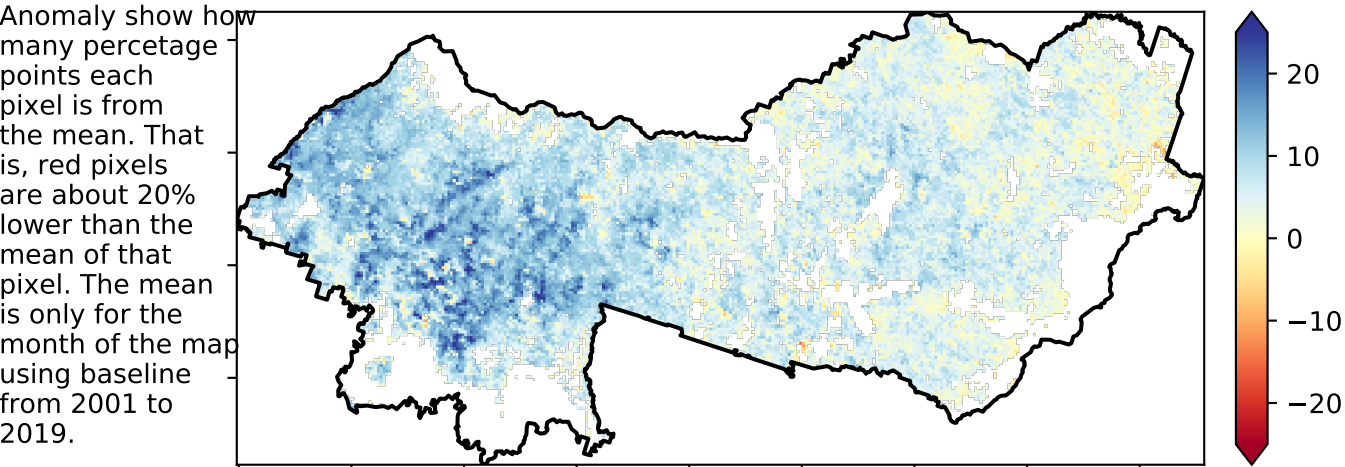 Anomaly show how
many percetage
points each
pixel is from
the mean. That
is, red pixels
are about 20%
lower than the
mean of that
pixel. The mean
is only for the
month of the map
using baseline
from 2001 to
2019.
20
10
0
−10
−20